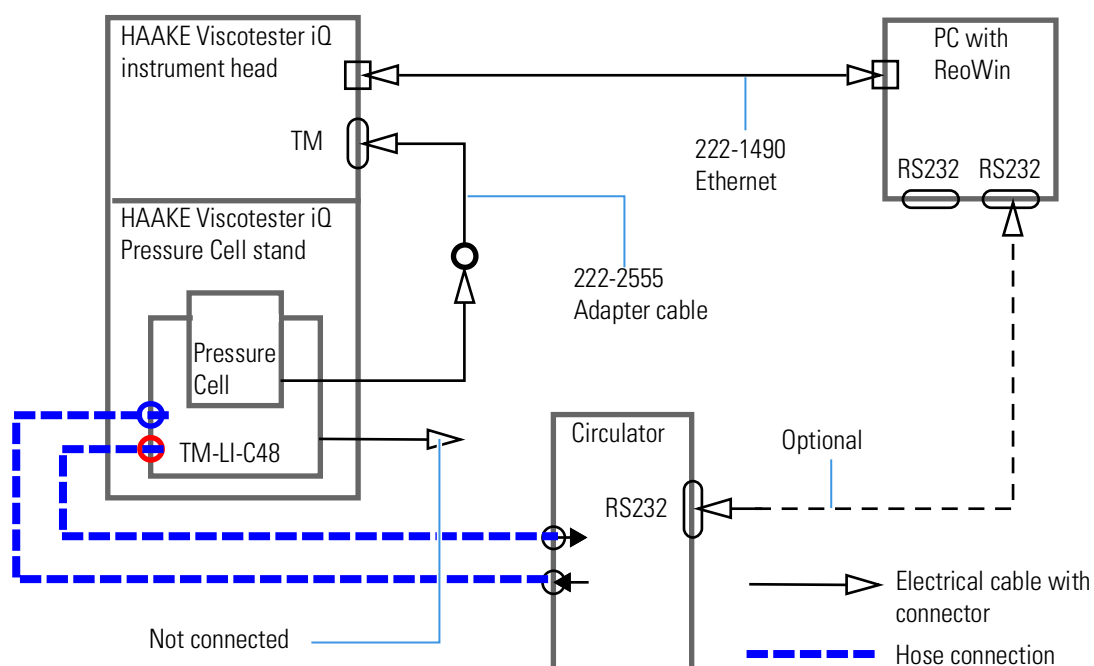 HAAKE Viscotester iQ
instrument head
TM
HAAKE Viscotester iQ
Pressure Cell stand
Pressure
Cell
TM-LI-C48
Not connected
222-1490
Ethernet
222-2555
Adapter cable
PC with
ReoWin
RS232
RS232
Circulator
RS232
Optional
Electrical cable with
connector
Hose connection